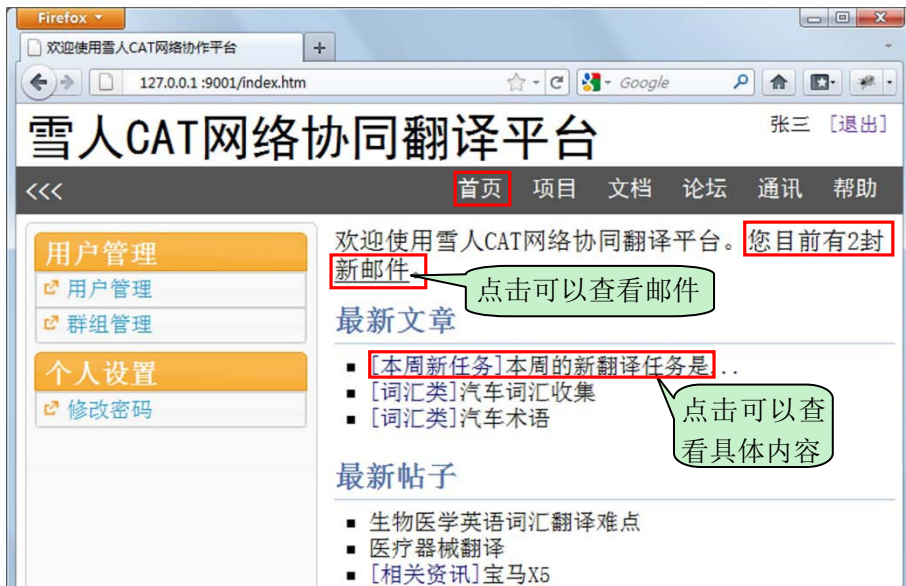 Firefox
欢迎使用雪人CAT网络协作平台
127.0.0.1 :9001/index.htm
Google
雪人CAT网络协同翻译平台
张三 [退出]
<<<
首页 项目 文档 论坛 通讯 帮助
用户管理
用户管理
群组管理
个人设置
修改密码
欢迎使用雪人CAT网络协同翻译平台。您目前有2封
新邮件。
点击可以查看邮件
最新文章
[本周新任务]本周的新翻译任务是...
[词汇类]汽车词汇收集
[词汇类]汽车术语
点击可以查
看具体内容
最新帖子
生物医学英语词汇翻译难点
医疗器械翻译
[相关资讯]宝马X5